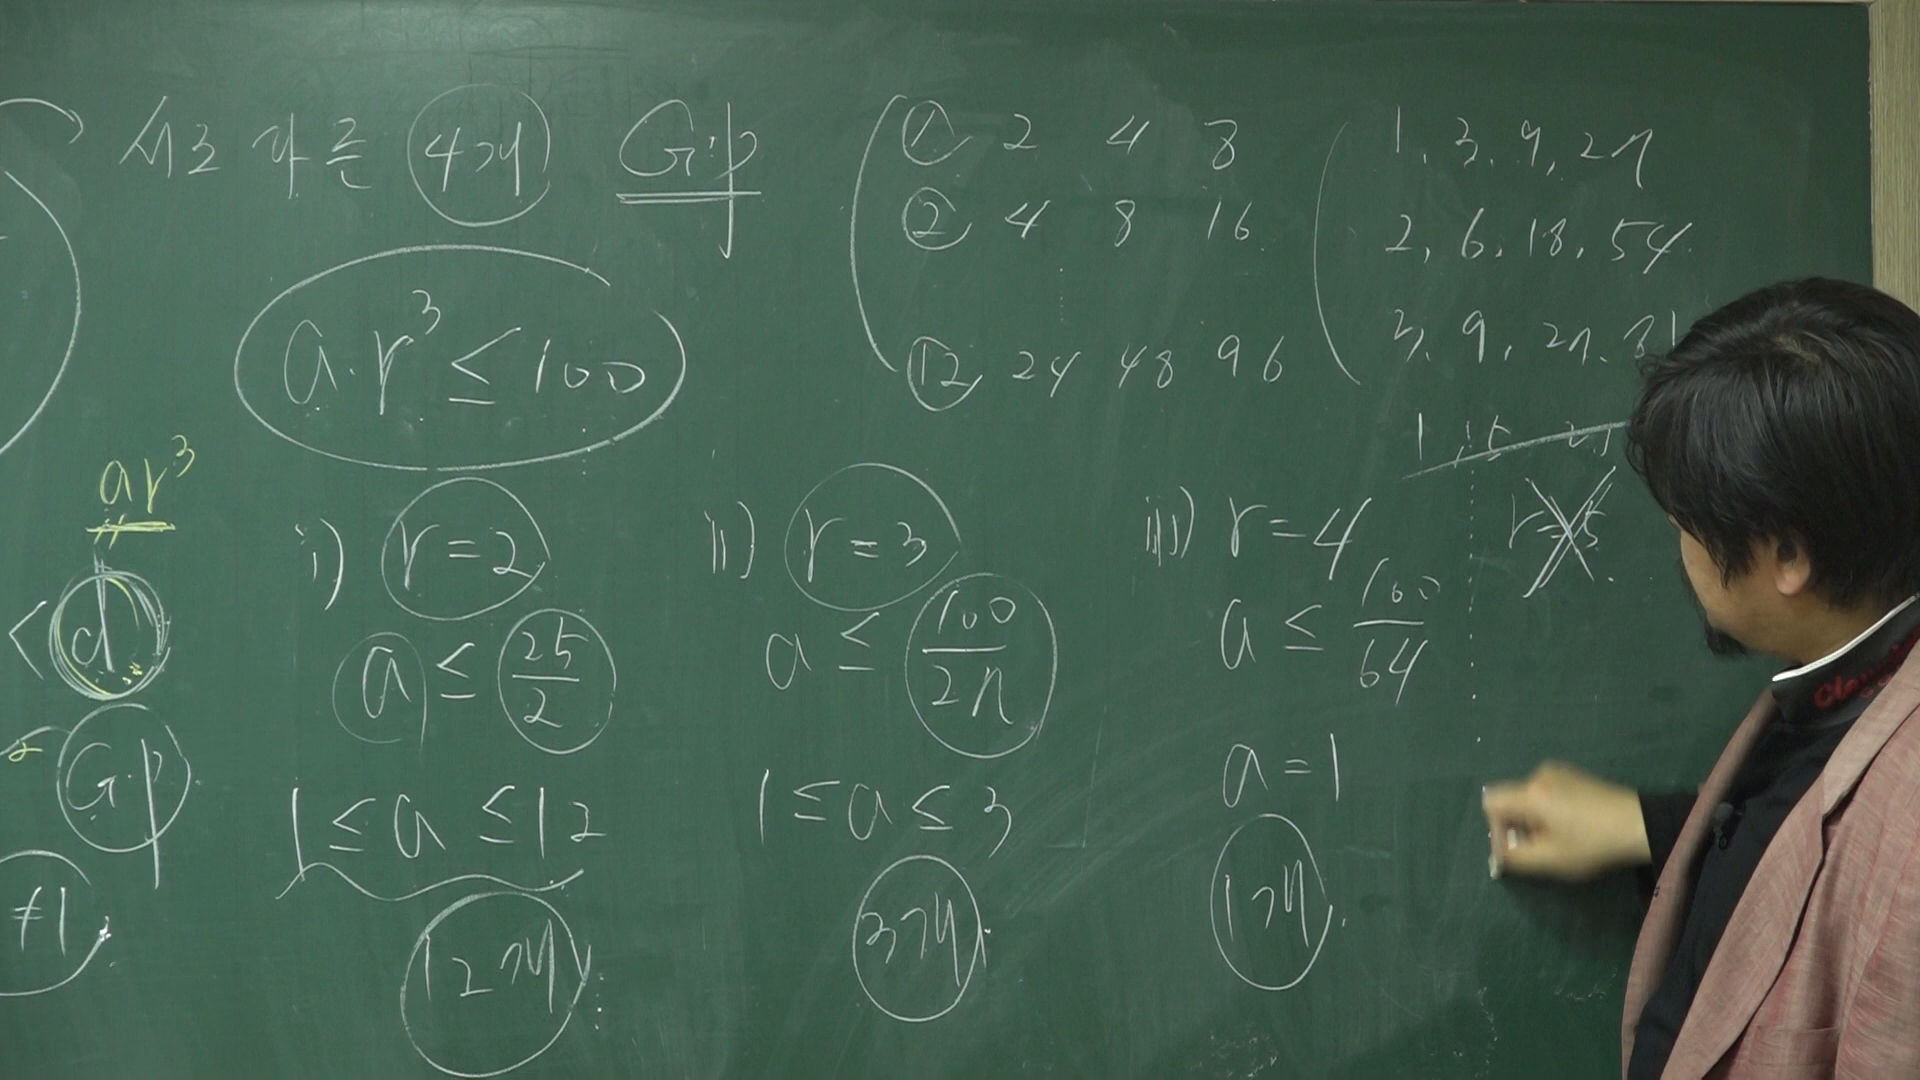 서로 다른 4개 G.p
a·r³ ≤ 100
① 2 4 8
② 4 8 16
⑫ 24 48 96
1, 3, 9, 27
2, 6, 18, 54
3, 9, 27, 81
1, 5
ar³
d
G.p
≠1
i) r=2
a ≤ 25/2
1 ≤ a ≤ 12
12개
ii) r=3
a ≤ 100/27
1 ≤ a ≤ 3
3개
iii) r=4
a ≤ 100/64
a=1
1개
r=5